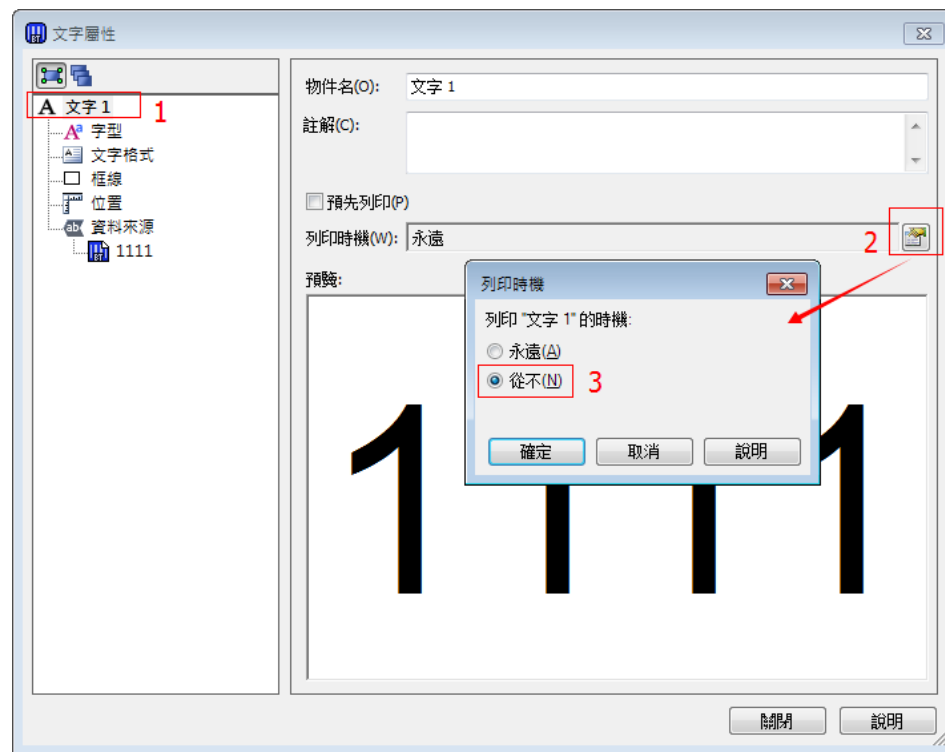 文字屬性
文字 1
1
字型
文字格式
框線
位置
資料來源
1111
物件名(O):
文字 1
註解(C):
預先列印(P)
列印時機(W):
永遠
2
預覽:
列印時機
列印 "文字 1" 的時機:
永遠(A)
從不(N)
3
確定
取消
說明
1111
關閉
說明